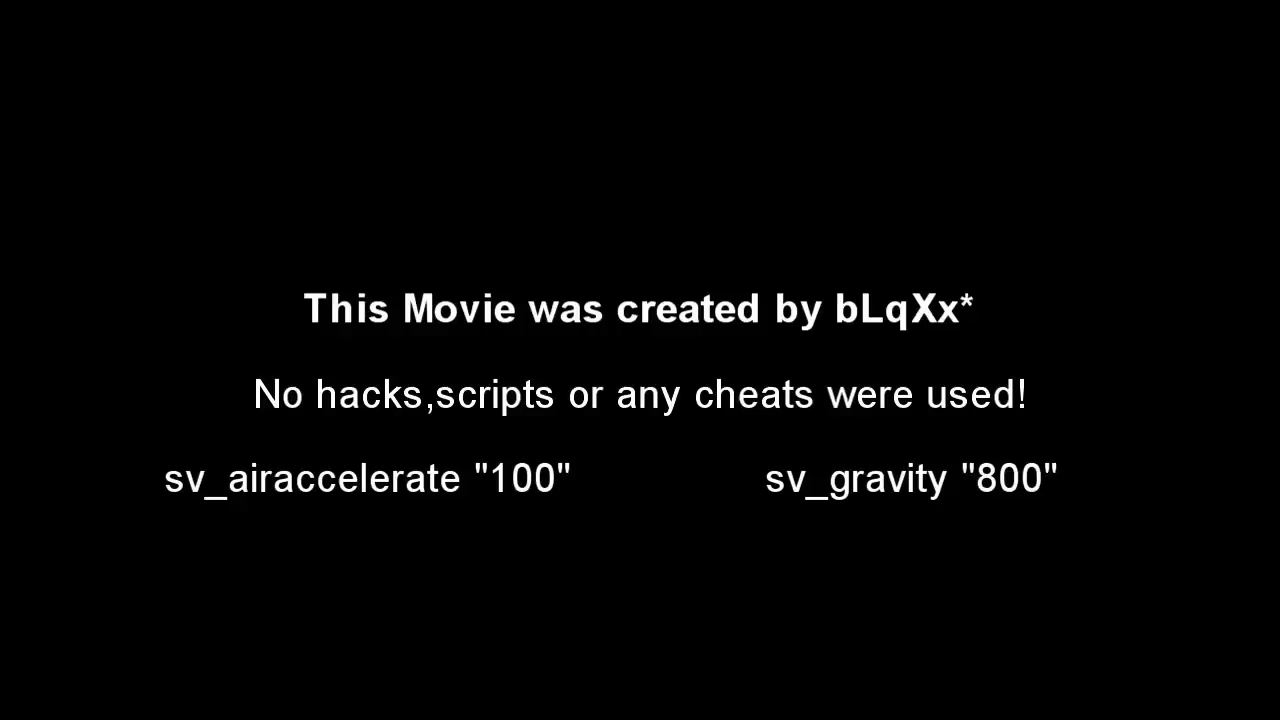 This Movie was created by bLqXx*
No hacks,scripts or any cheats were used!
sv_airaccelerate "100" sv_gravity "800"